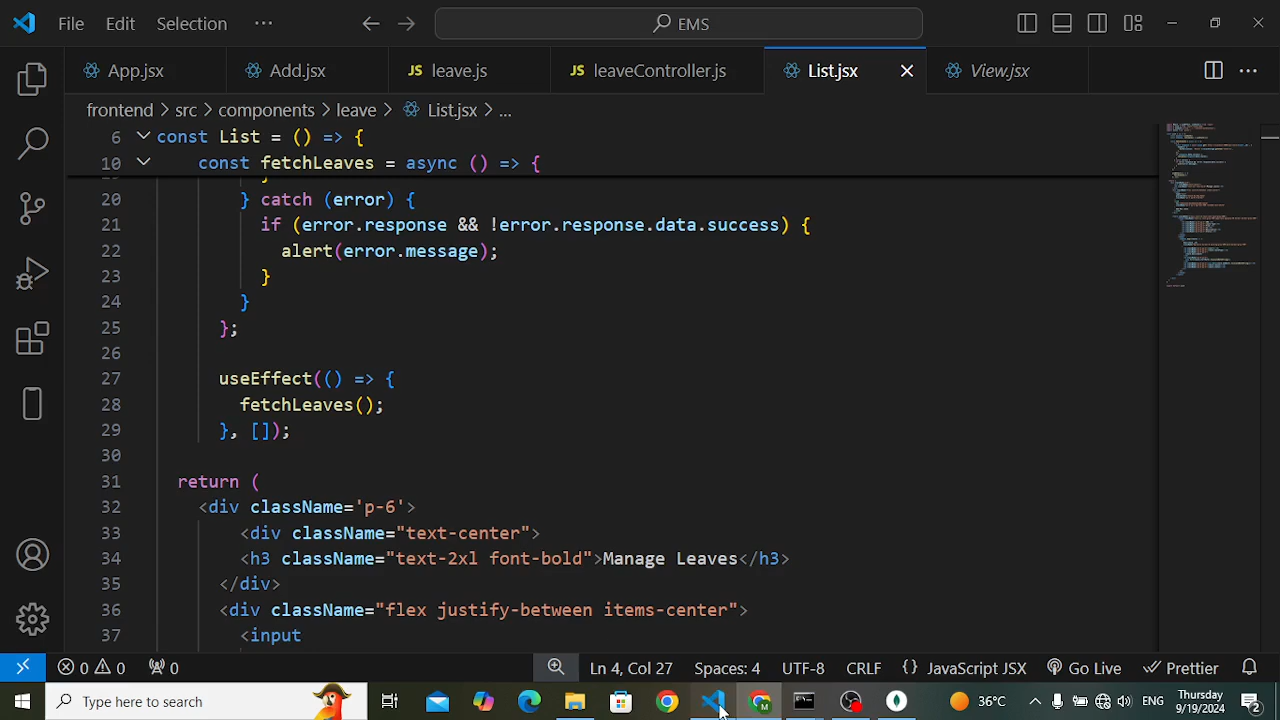 File Edit Selection ··· EMS
App.jsx Add.jsx JS leave.js JS leaveController.js List.jsx View.jsx
frontend > src > components > leave > List.jsx > ...
6 const List = () => {
10 const fetchLeaves = async () => {
20 } catch (error) {
21 if (error.response && !error.response.data.success) {
22 alert(error.message);
23 }
24 }
25 };
26
27 useEffect(() => {
28 fetchLeaves();
29 }, []);
30
31 return (
32 <div className='p-6'>
33 <div className="text-center">
34 <h3 className="text-2xl font-bold">Manage Leaves</h3>
35 </div>
36 <div className="flex justify-between items-center">
37 <input
0 0 0 Ln 4, Col 27 Spaces: 4 UTF-8 CRLF {} JavaScript JSX Go Live Prettier
Type here to search 36°C ENG Thursday
9/19/2024 2